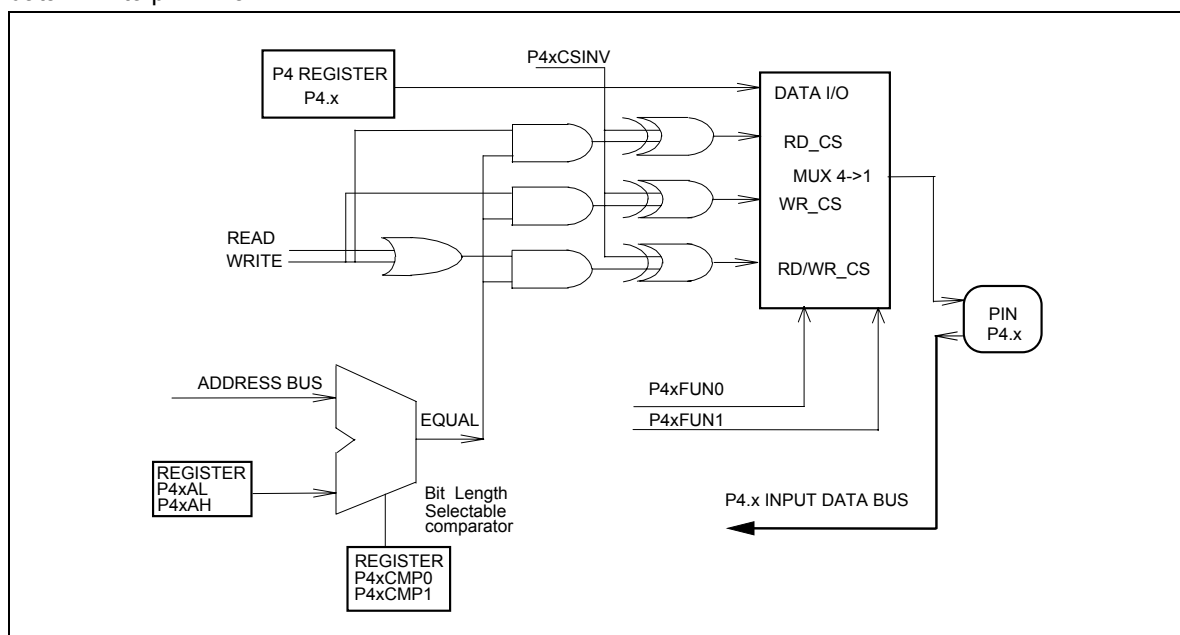 P4xCSINV
P4 REGISTER
P4.x
DATA I/O
RD_CS
MUX 4->1
WR_CS
READ
WRITE
RD/WR_CS
PIN
P4.x
ADDRESS BUS
P4xFUN0
P4xFUN1
EQUAL
REGISTER
P4xAL
P4xAH
Bit Length
Selectable
comparator
P4.x INPUT DATA BUS
REGISTER
P4xCMP0
P4xCMP1